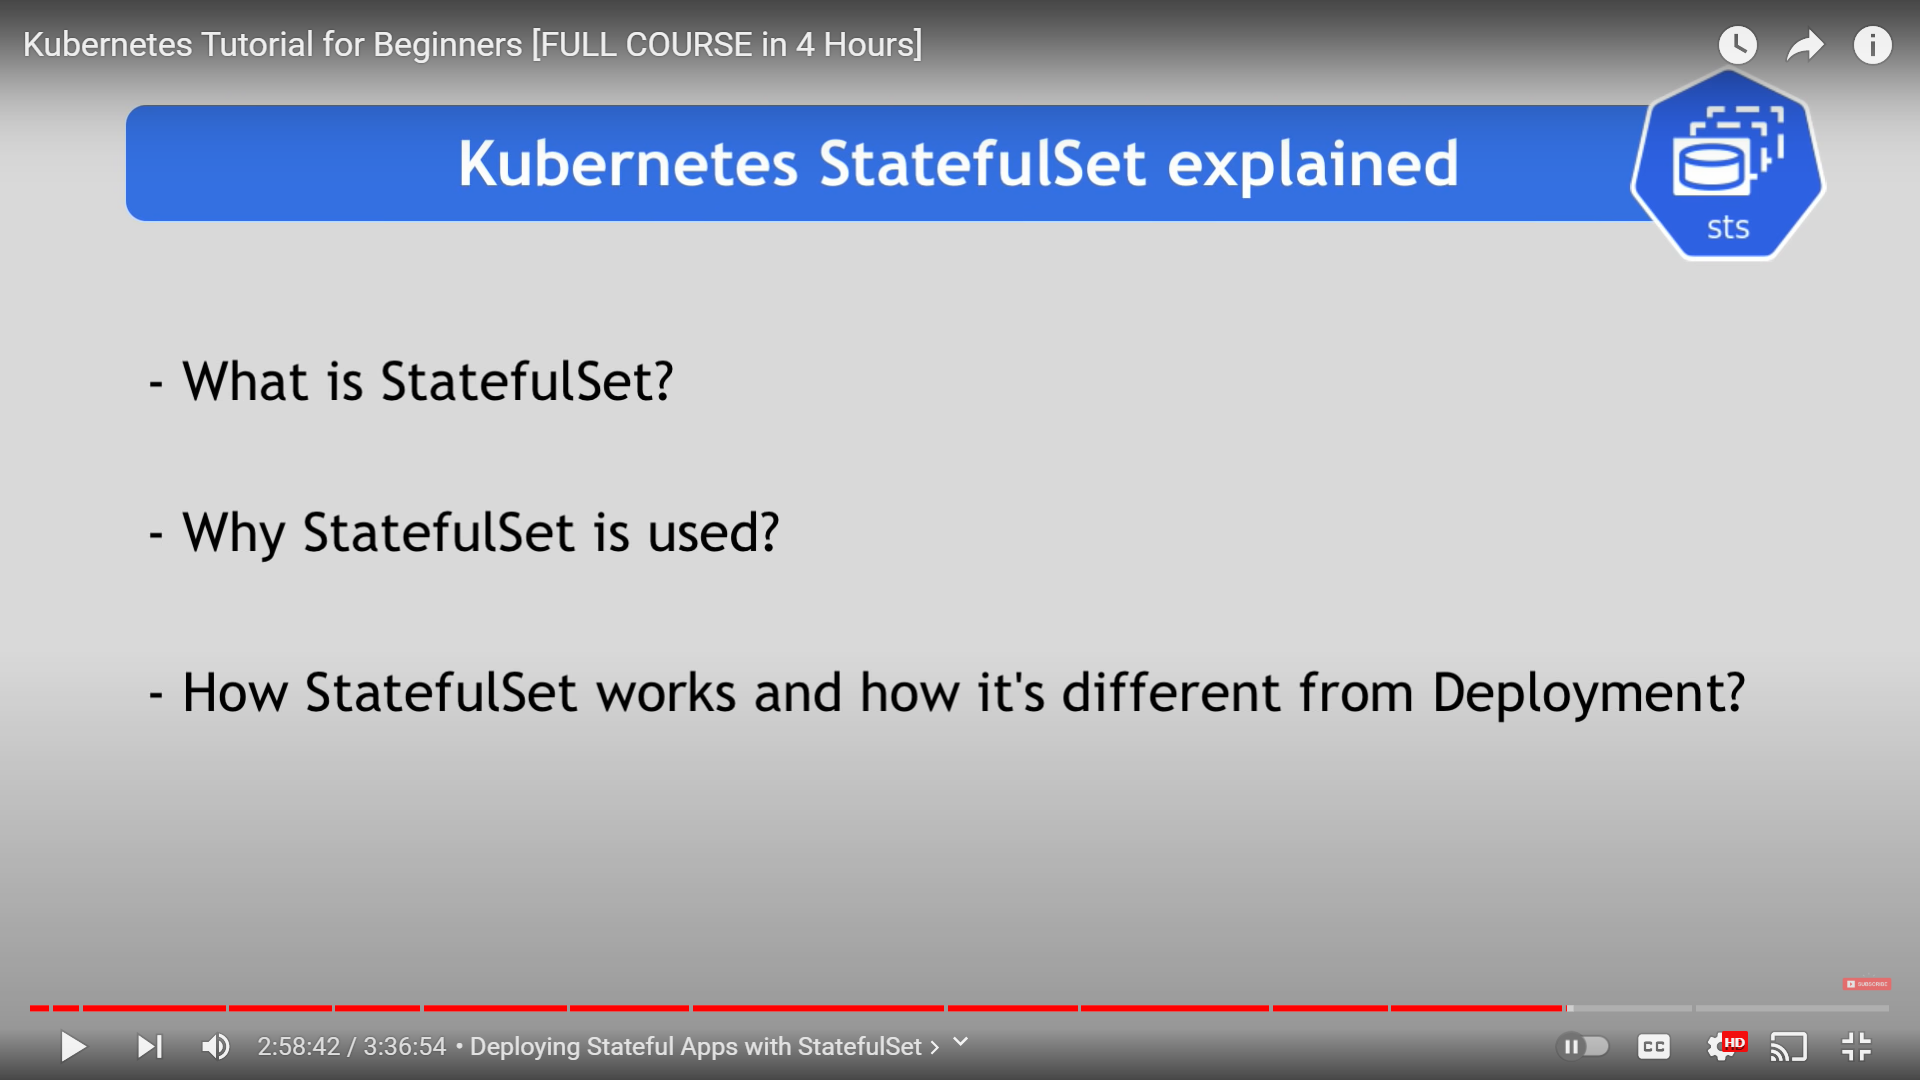 Kubernetes Tutorial for Beginners [FULL COURSE in 4 Hours]
Kubernetes StatefulSet explained
sts
- What is StatefulSet?
- Why StatefulSet is used?
- How StatefulSet works and how it's different from Deployment?
SUBSCRIBE
2:58:42 / 3:36:54 • Deploying Stateful Apps with StatefulSet
CC
HD